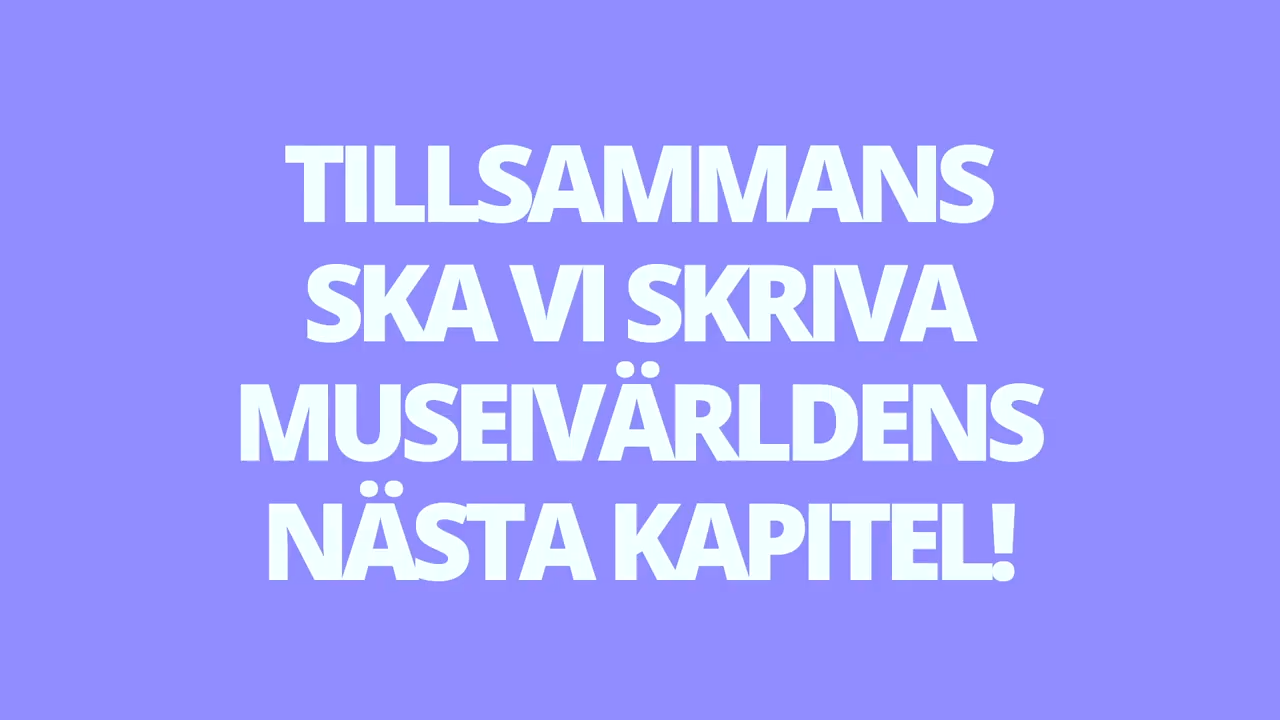 TILLSAMMANS
SKA VI SKRIVA
MUSEIVÄRLDENS
NÄSTA KAPITEL!